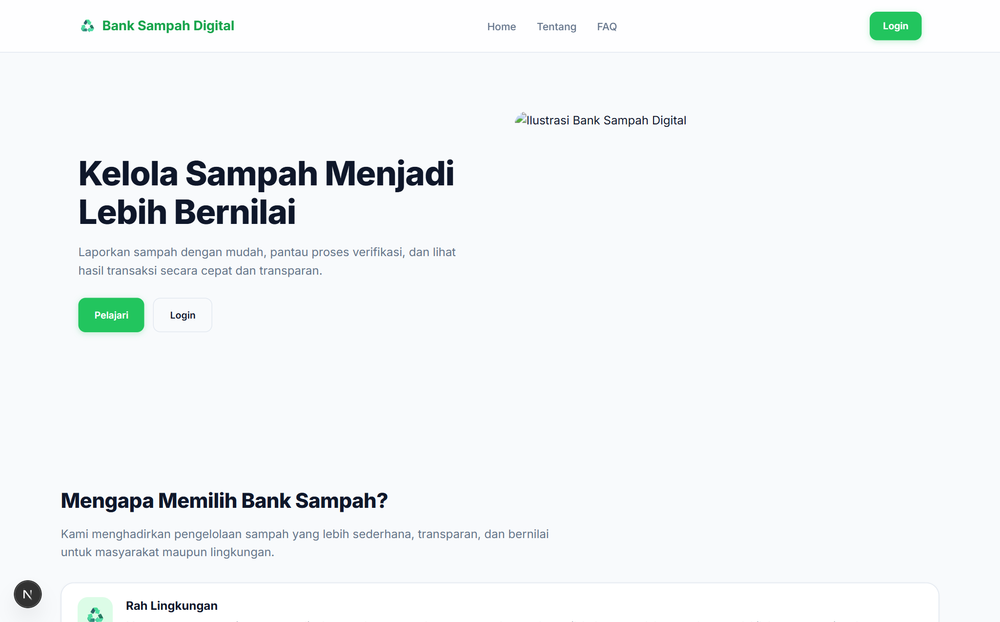 Bank Sampah Digital
Home
Tentang
FAQ
Login
Ilustrasi Bank Sampah Digital
Kelola Sampah Menjadi
Lebih Bernilai
Laporkan sampah dengan mudah, pantau proses verifikasi, dan lihat
hasil transaksi secara cepat dan transparan.
Pelajari
Login
Mengapa Memilih Bank Sampah?
Kami menghadirkan pengelolaan sampah yang lebih sederhana, transparan, dan bernilai
untuk masyarakat maupun lingkungan.
N
Rah Lingkungan